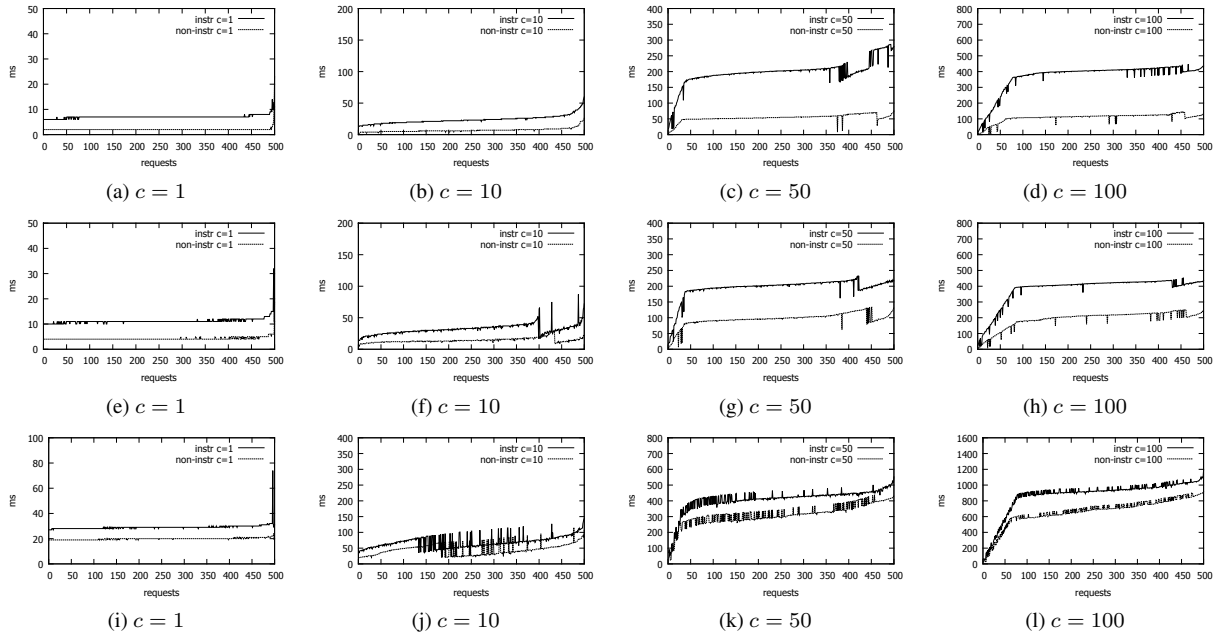 50
40
30
20
10
0
ms
instr c=1
non-instr c=1
0 50 100 150 200 250 300 350 400 450 500
requests
(a) c = 1
200
150
100
50
0
ms
instr c=10
non-instr c=10
0 50 100 150 200 250 300 350 400 450 500
requests
(b) c = 10
400
350
300
250
200
150
100
50
0
ms
instr c=50
non-instr c=50
0 50 100 150 200 250 300 350 400 450 500
requests
(c) c = 50
800
700
600
500
400
300
200
100
0
ms
instr c=100
non-instr c=100
0 50 100 150 200 250 300 350 400 450 500
requests
(d) c = 100
50
40
30
20
10
0
ms
instr c=1
non-instr c=1
0 50 100 150 200 250 300 350 400 450 500
requests
(e) c = 1
200
150
100
50
0
ms
instr c=10
non-instr c=10
0 50 100 150 200 250 300 350 400 450 500
requests
(f) c = 10
400
350
300
250
200
150
100
50
0
ms
instr c=50
non-instr c=50
0 50 100 150 200 250 300 350 400 450 500
requests
(g) c = 50
800
700
600
500
400
300
200
100
0
ms
instr c=100
non-instr c=100
0 50 100 150 200 250 300 350 400 450 500
requests
(h) c = 100
100
80
60
40
20
0
ms
instr c=1
non-instr c=1
0 50 100 150 200 250 300 350 400 450 500
requests
(i) c = 1
400
350
300
250
200
150
100
50
0
ms
instr c=10
non-instr c=10
0 50 100 150 200 250 300 350 400 450 500
requests
(j) c = 10
800
700
600
500
400
300
200
100
0
ms
instr c=50
non-instr c=50
0 50 100 150 200 250 300 350 400 450 500
requests
(k) c = 50
1600
1400
1200
1000
800
600
400
200
0
ms
instr c=100
non-instr c=100
0 50 100 150 200 250 300 350 400 450 500
requests
(l) c = 100